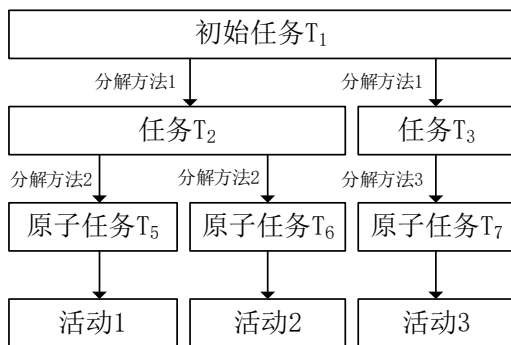 初始任务T₁
分解方法1 分解方法1
任务T₂ 任务T₃
分解方法2 分解方法2 分解方法3
原子任务T₅ 原子任务T₆ 原子任务T₇
活动1 活动2 活动3